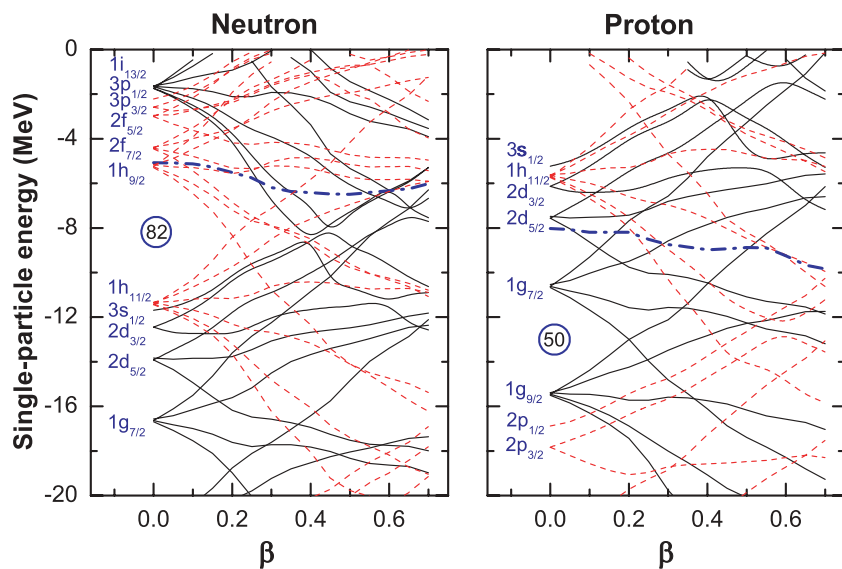 Neutron
Proton
Single-particle energy (MeV)
0
-4
-8
-12
-16
-20
1i13/2
3p1/2
3p3/2
2f5/2
2f7/2
1h9/2
82
1h11/2
3s1/2
2d3/2
2d5/2
1g7/2
0.0 0.2 0.4 0.6
β
3s1/2
1h11/2
2d3/2
2d5/2
1g7/2
50
1g9/2
2p1/2
2p3/2
0.0 0.2 0.4 0.6
β